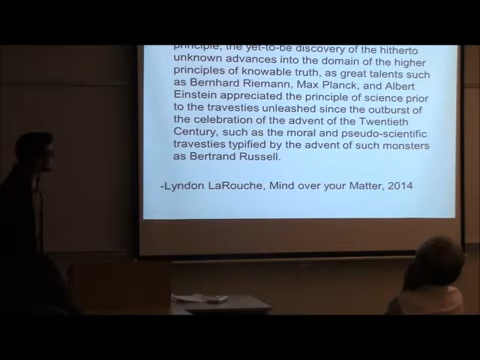 principle, the yet-to-be discovery of the hitherto
unknown advances into the domain of the higher
principles of knowable truth, as great talents such
as Bernhard Riemann, Max Planck, and Albert
Einstein appreciated the principle of science prior
to the travesties unleashed since the outburst of
the celebration of the advent of the Twentieth
Century, such as the moral and pseudo-scientific
travesties typified by the advent of such monsters
as Bertrand Russell.
-Lyndon LaRouche, Mind over your Matter, 2014